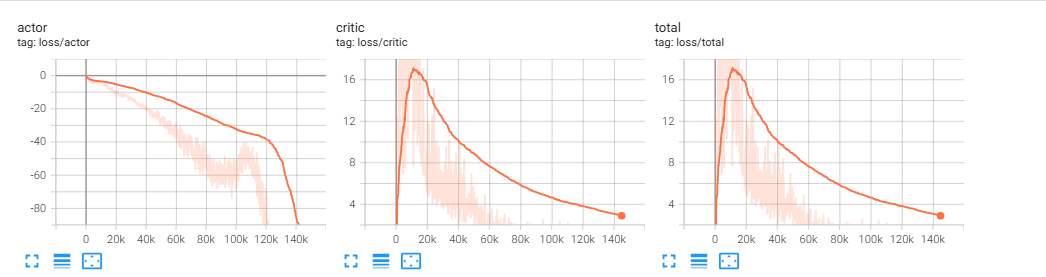 actor
tag: loss/actor
0
-20
-40
-60
-80
0 20k 40k 60k 80k 100k 120k 140k
critic
tag: loss/critic
16
12
8
4
0 20k 40k 60k 80k 100k 120k 140k
total
tag: loss/total
16
12
8
4
0 20k 40k 60k 80k 100k 120k 140k